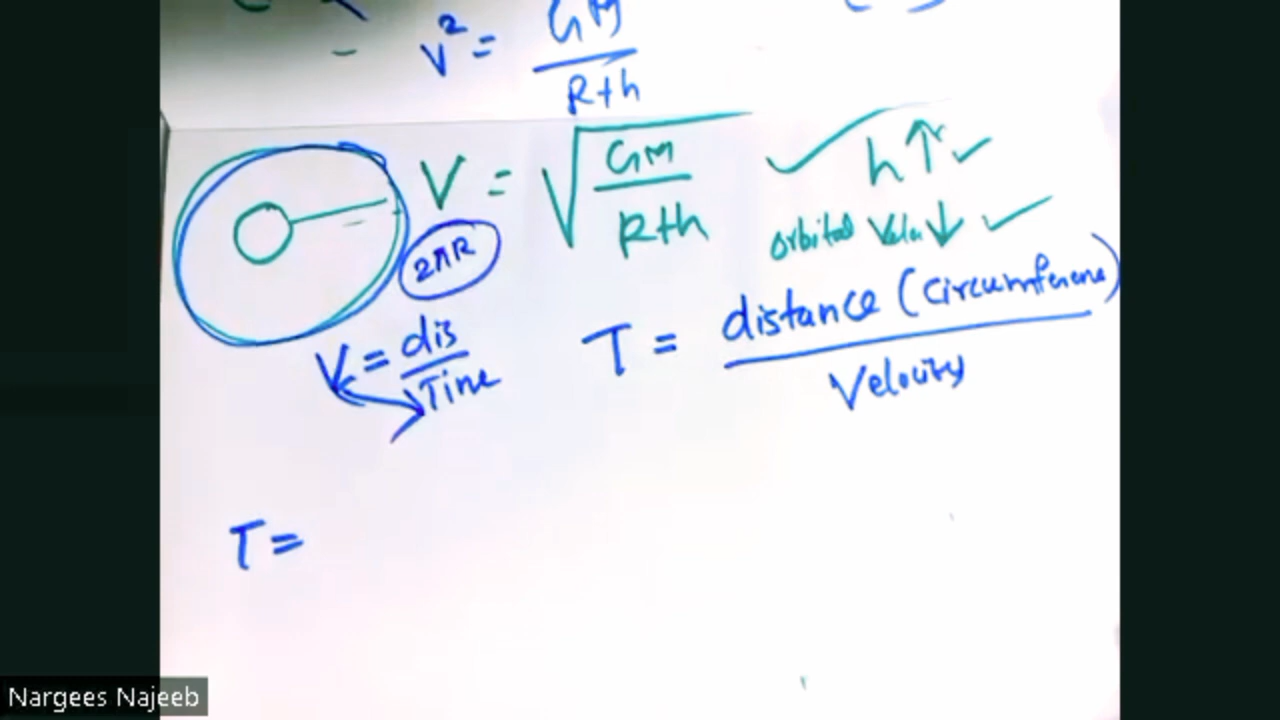 V² = GM / R+h
V = √GM / R+h
h↑
orbital Velo ↓
2πR
V = dis / Time
T = distance (Circumference) / Velocity
T =
Nargees Najeeb